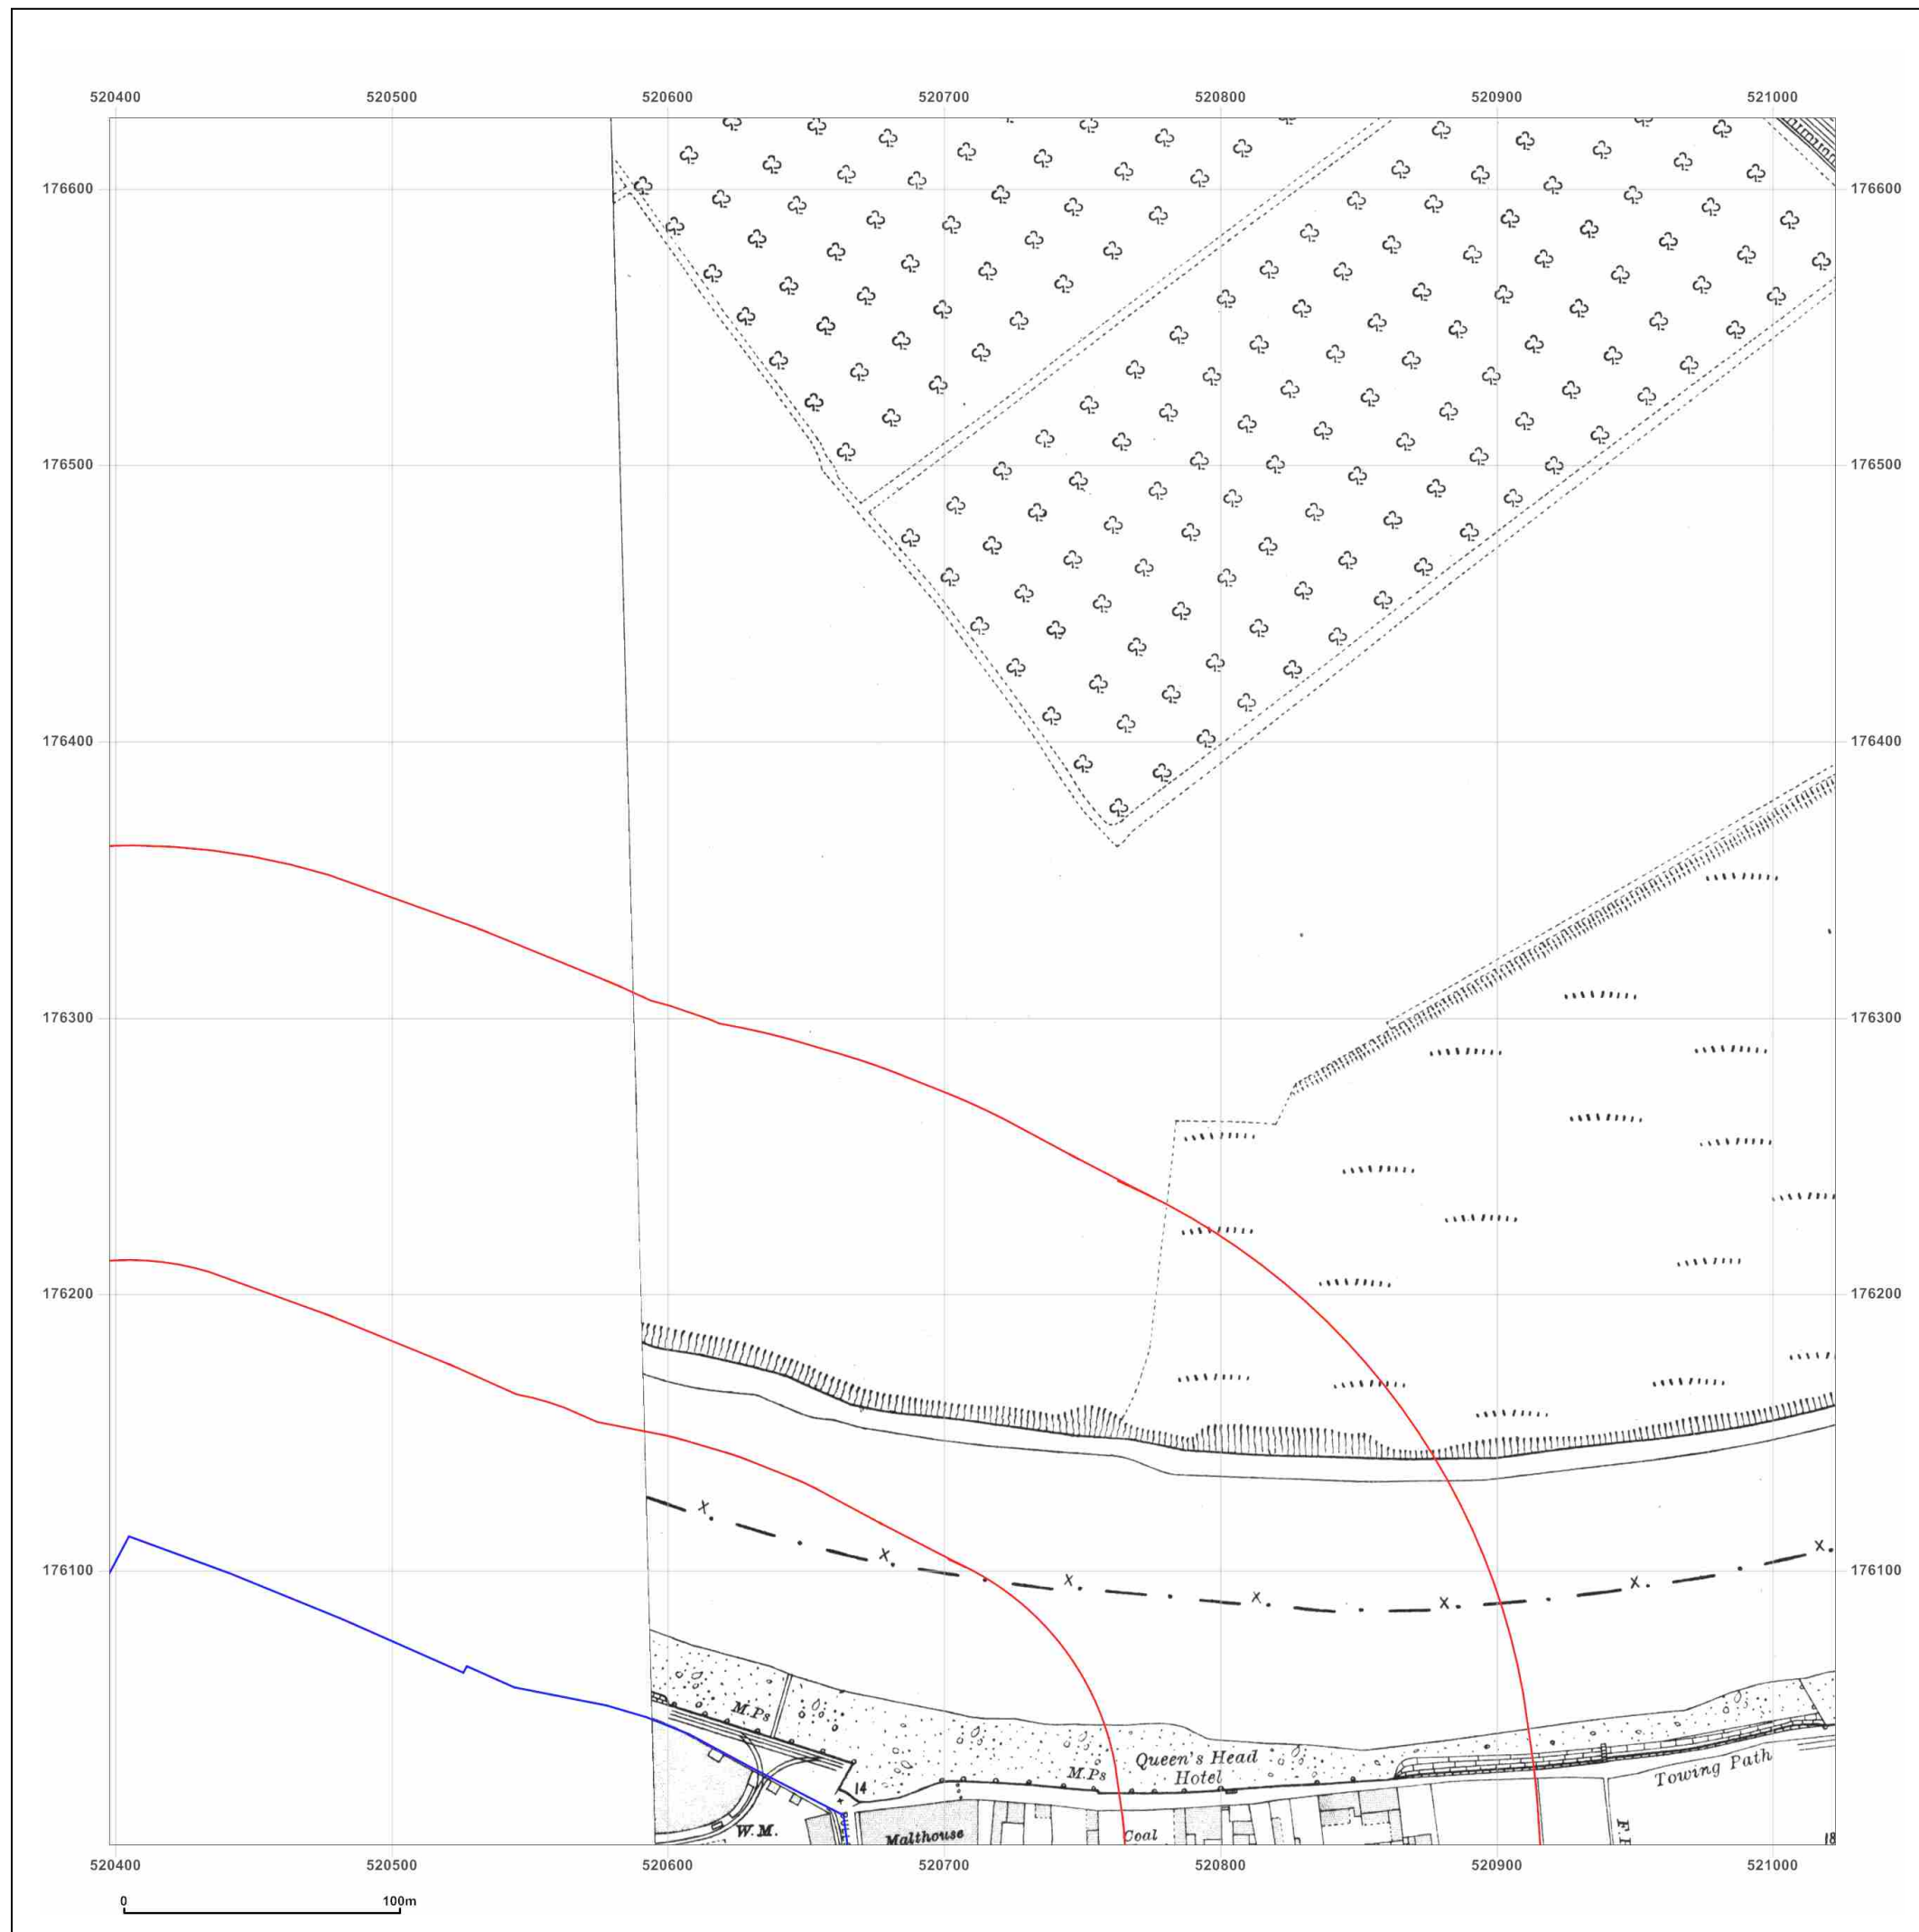 520400 520500 520600 520700 520800 520900 521000
176600 176600
176500 176500
176400 176400
176300 176300
176200 176200
176100 176100
M.Ps
Queen's Head
Hotel
M.Ps
Towing Path
14
W.M.
Malthouse
Coal
18
520400 520500 520600 520700 520800 520900 521000
0 100m